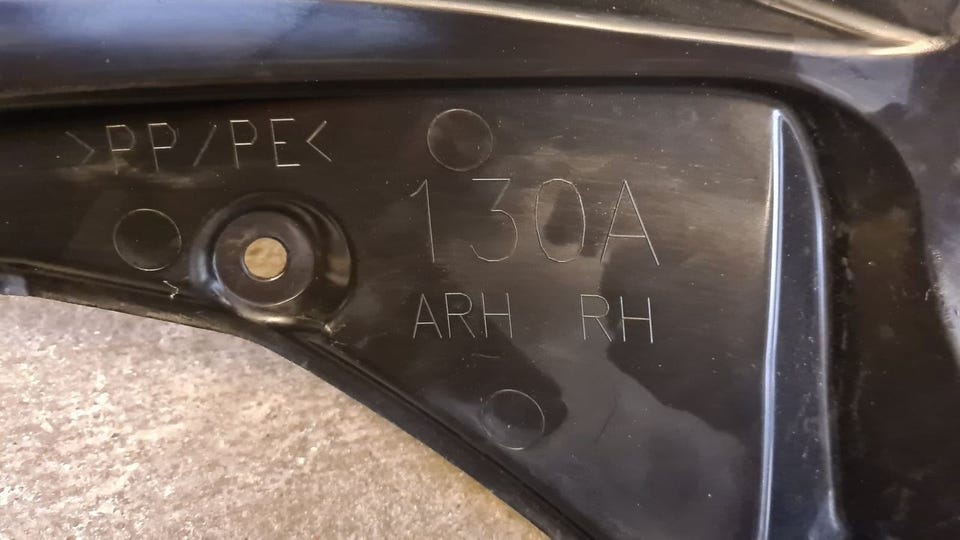 >PP/PE<
130A
ARH RH